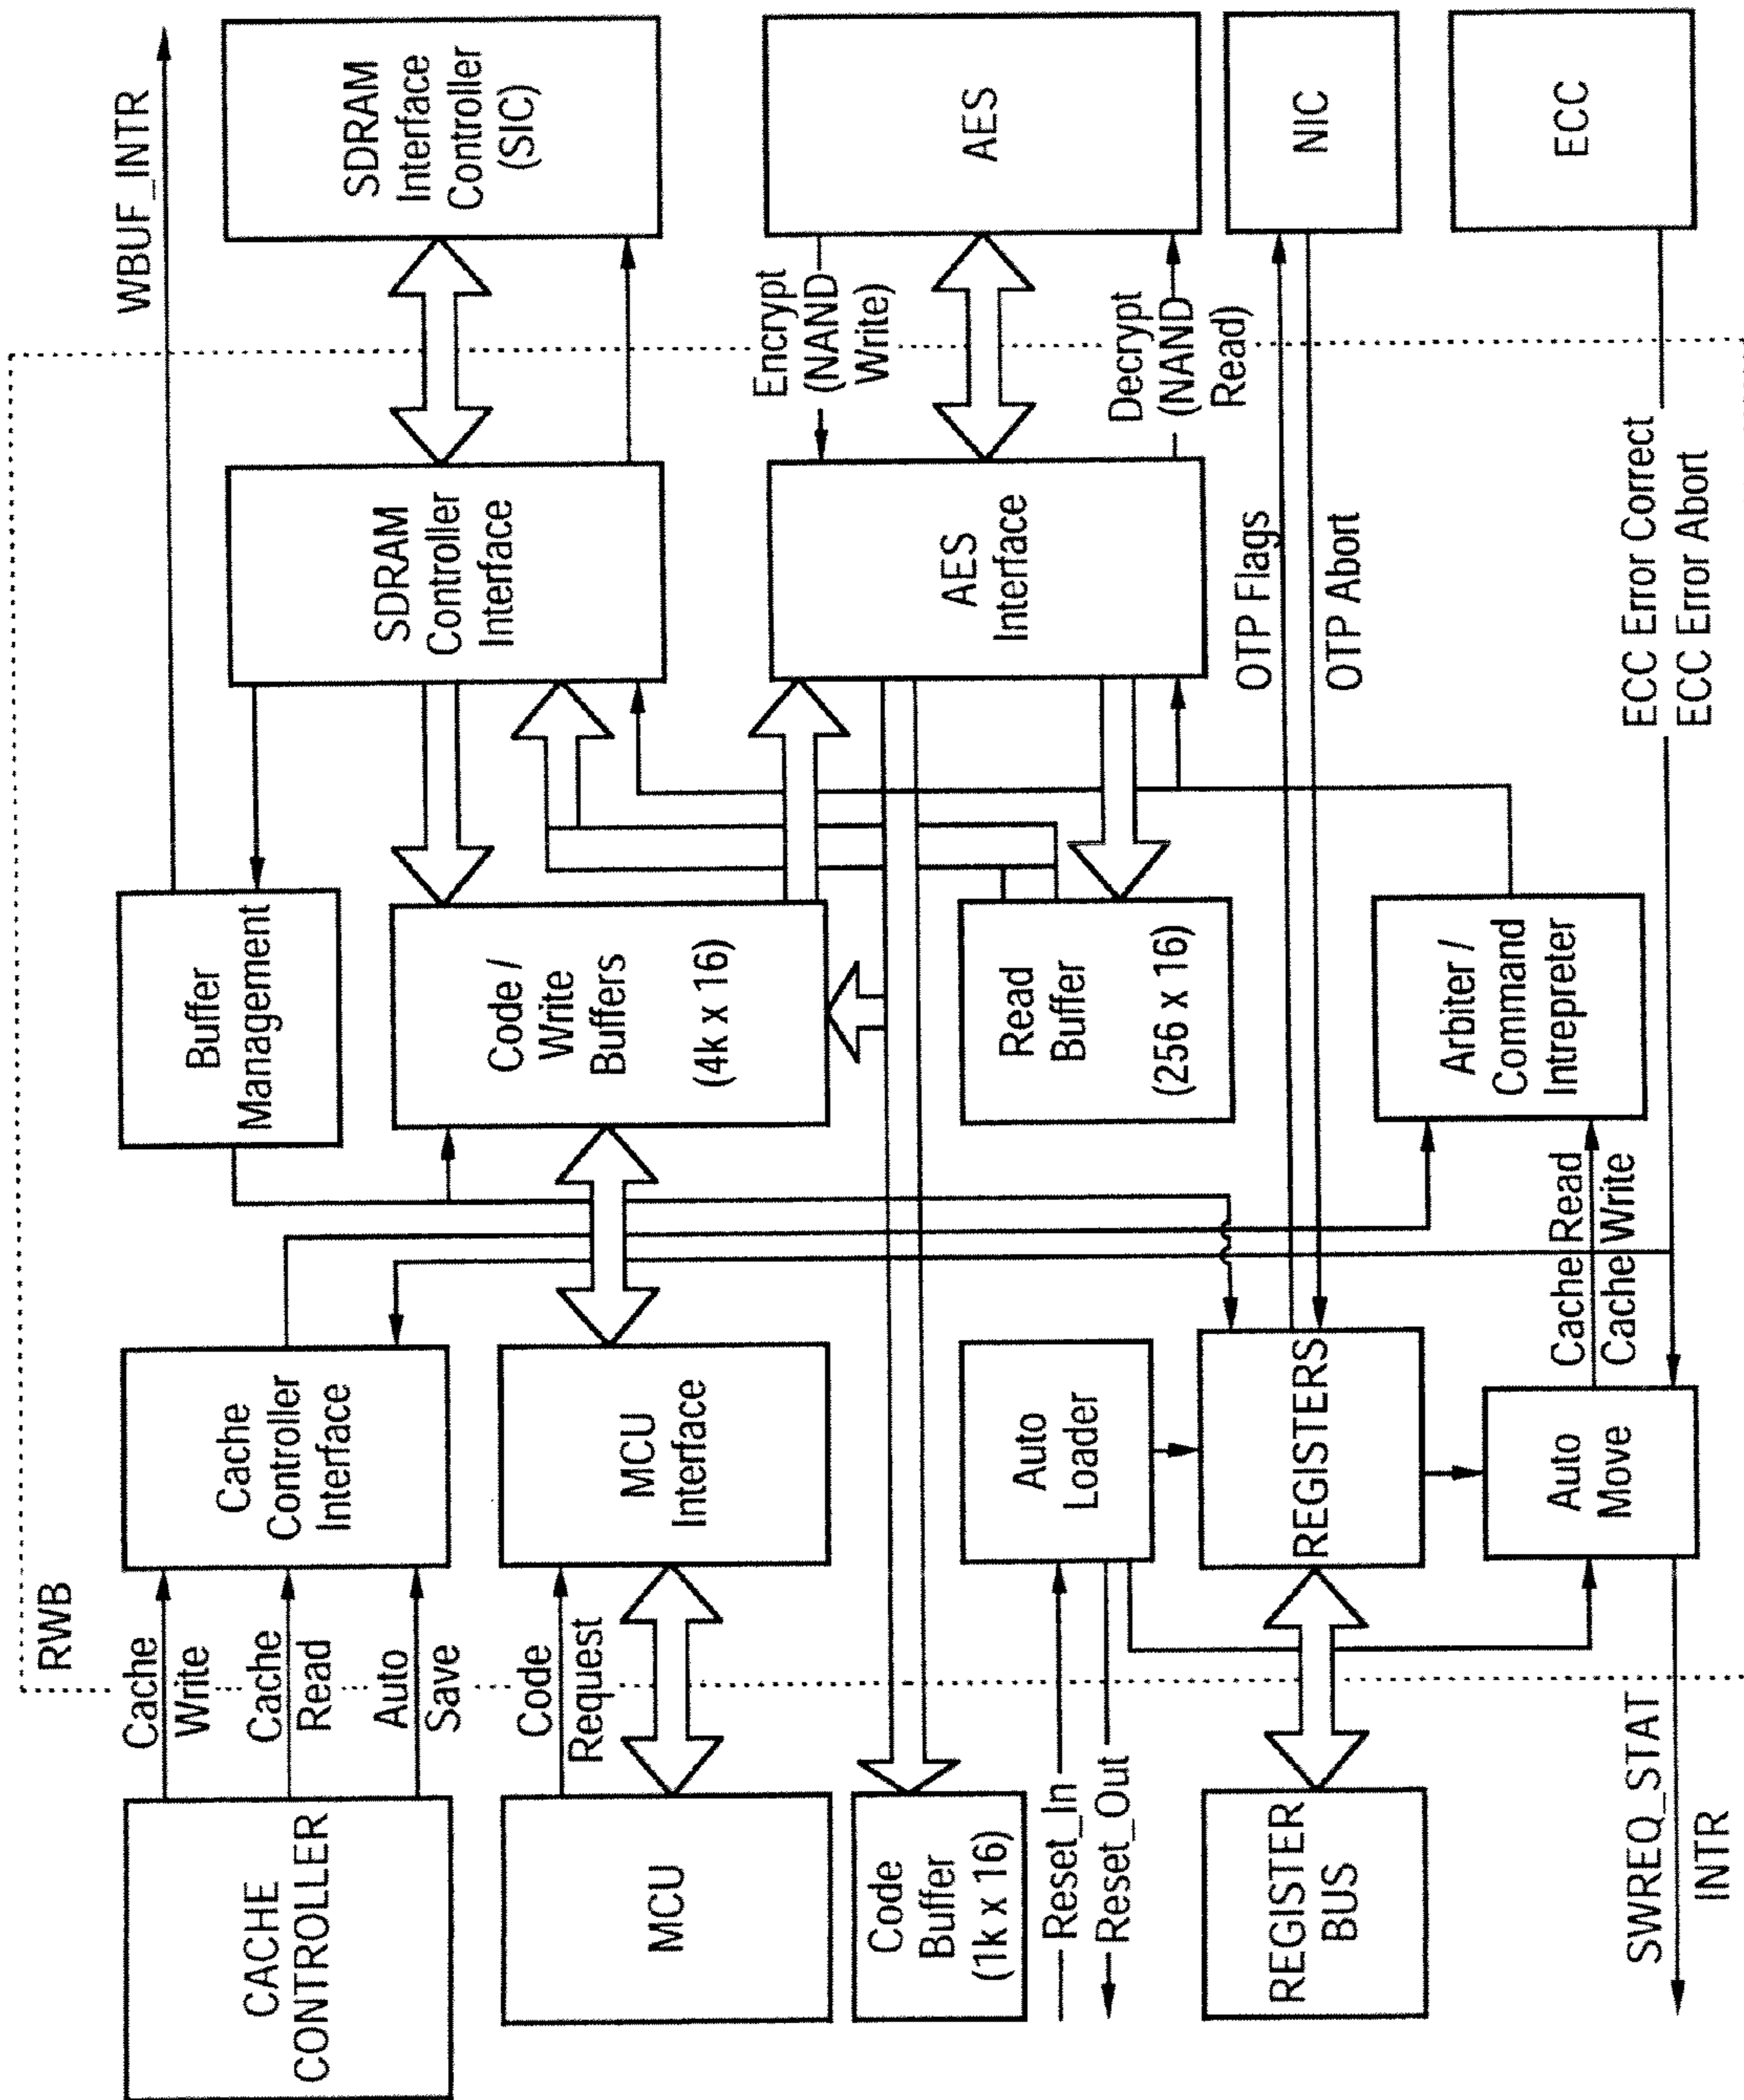 RWB
CACHE
CONTROLLER
Cache
Write
Cache
Read
Auto
Save
Cache
Controller
Interface
Buffer
Management
WBUF_INTR
SDRAM
Controller
Interface
SDRAM
Interface
Controller
(SIC)
MCU
Code
Request
MCU
Interface
Code /
Write
Buffers
(4k x 16)
AES
Interface
Encrypt
(NAND
Write)
Decrypt
(NAND
Read)
AES
Code
Buffer
(1k x 16)
Reset_In
Reset_Out
Auto
Loader
Read
Buffer
(256 x 16)
OTP Flags
OTP Abort
NIC
REGISTER
BUS
REGISTERS
Arbiter /
Command
Intrepreter
Cache Read
Cache Write
Auto
Move
ECC Error Correct
ECC Error Abort
ECC
SWREQ_STAT
INTR